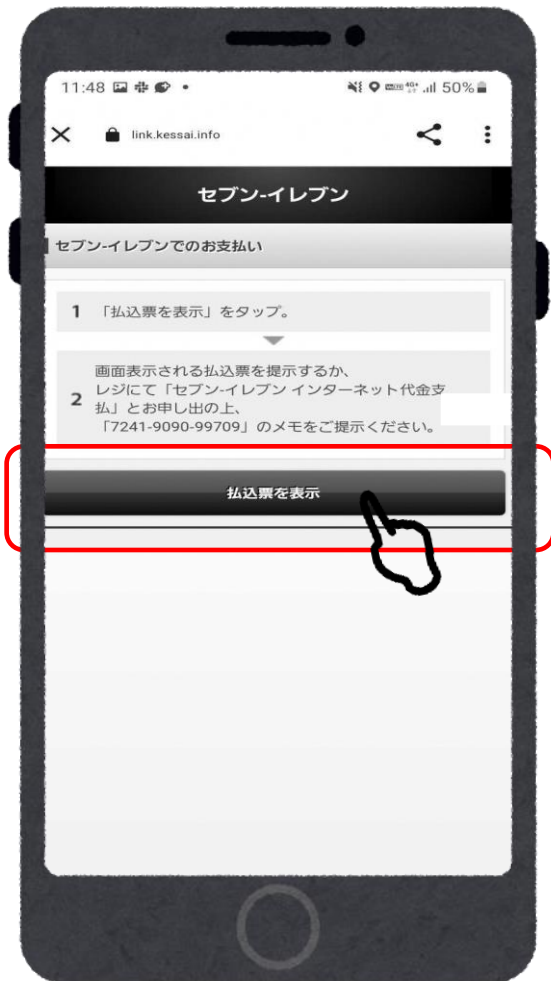 11:48
4G+ 50%
link.kessai.info
セブン-イレブン
セブン-イレブンでのお支払い
1 「払込票を表示」をタップ。
画面表示される払込票を提示するか、
レジにて「セブン-イレブン インターネット代金支
2 払」とお申し出の上、
「7241-9090-99709」のメモをご提示ください。
払込票を表示